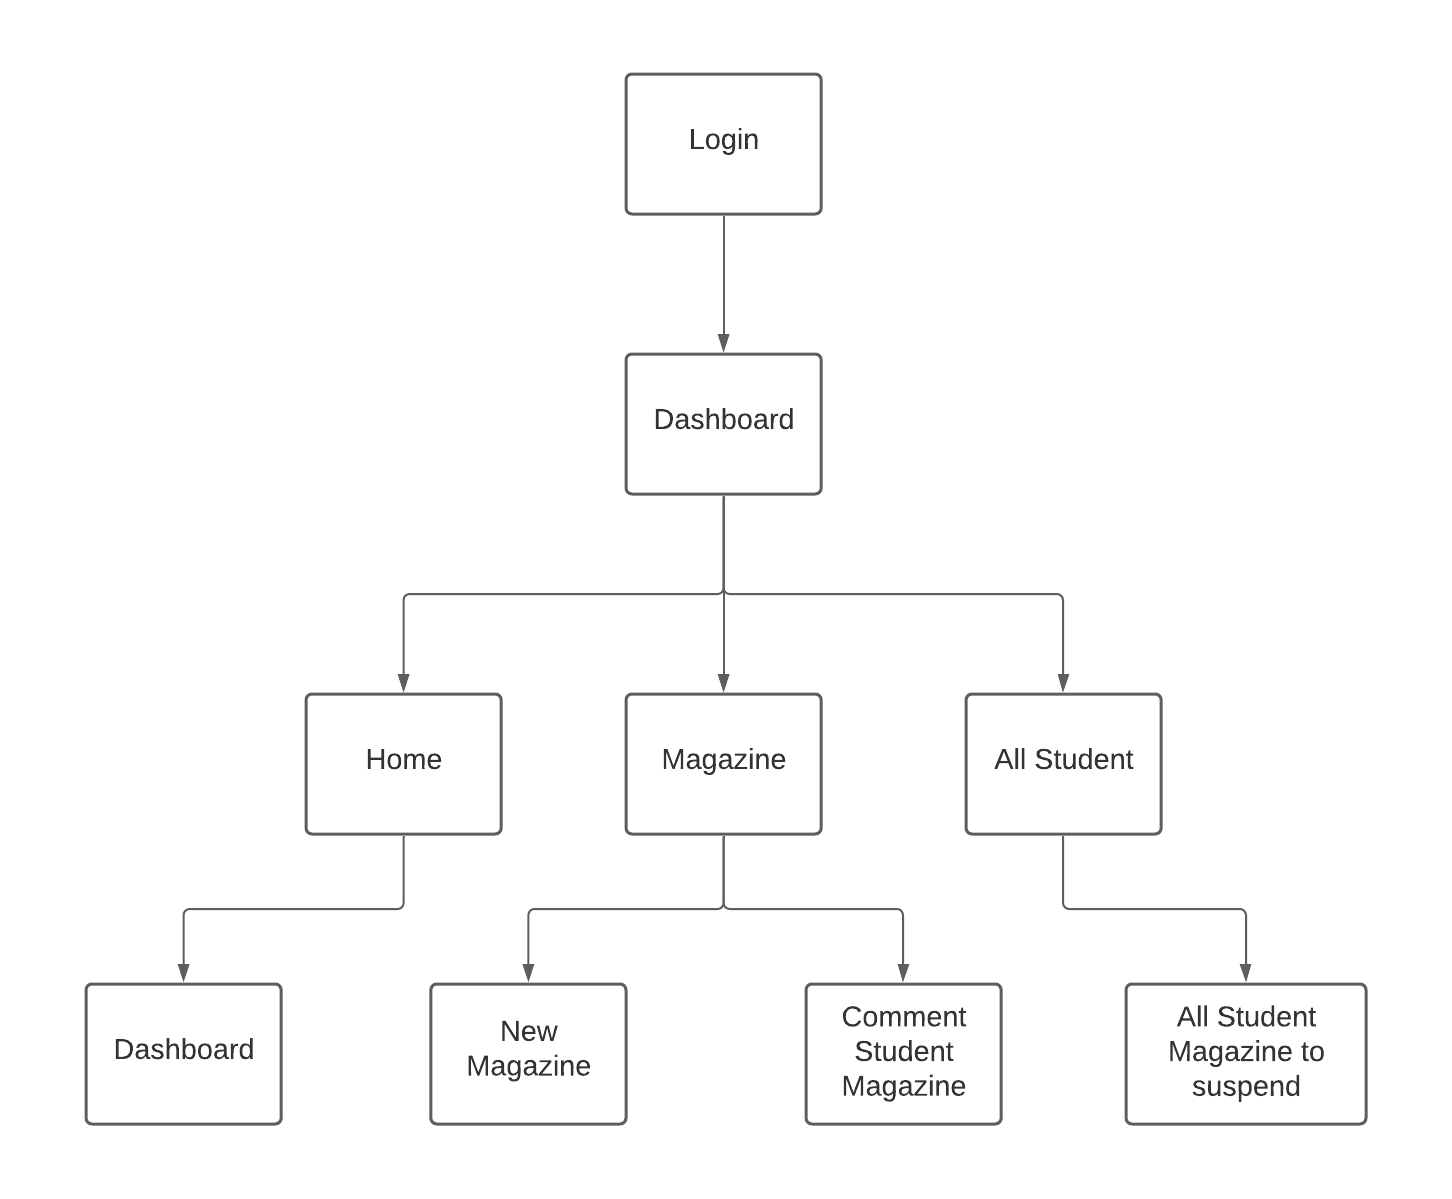 Login
Dashboard
Home
Magazine
All Student
Dashboard
New
Magazine
Comment
Student
Magazine
All Student
Magazine to
suspend